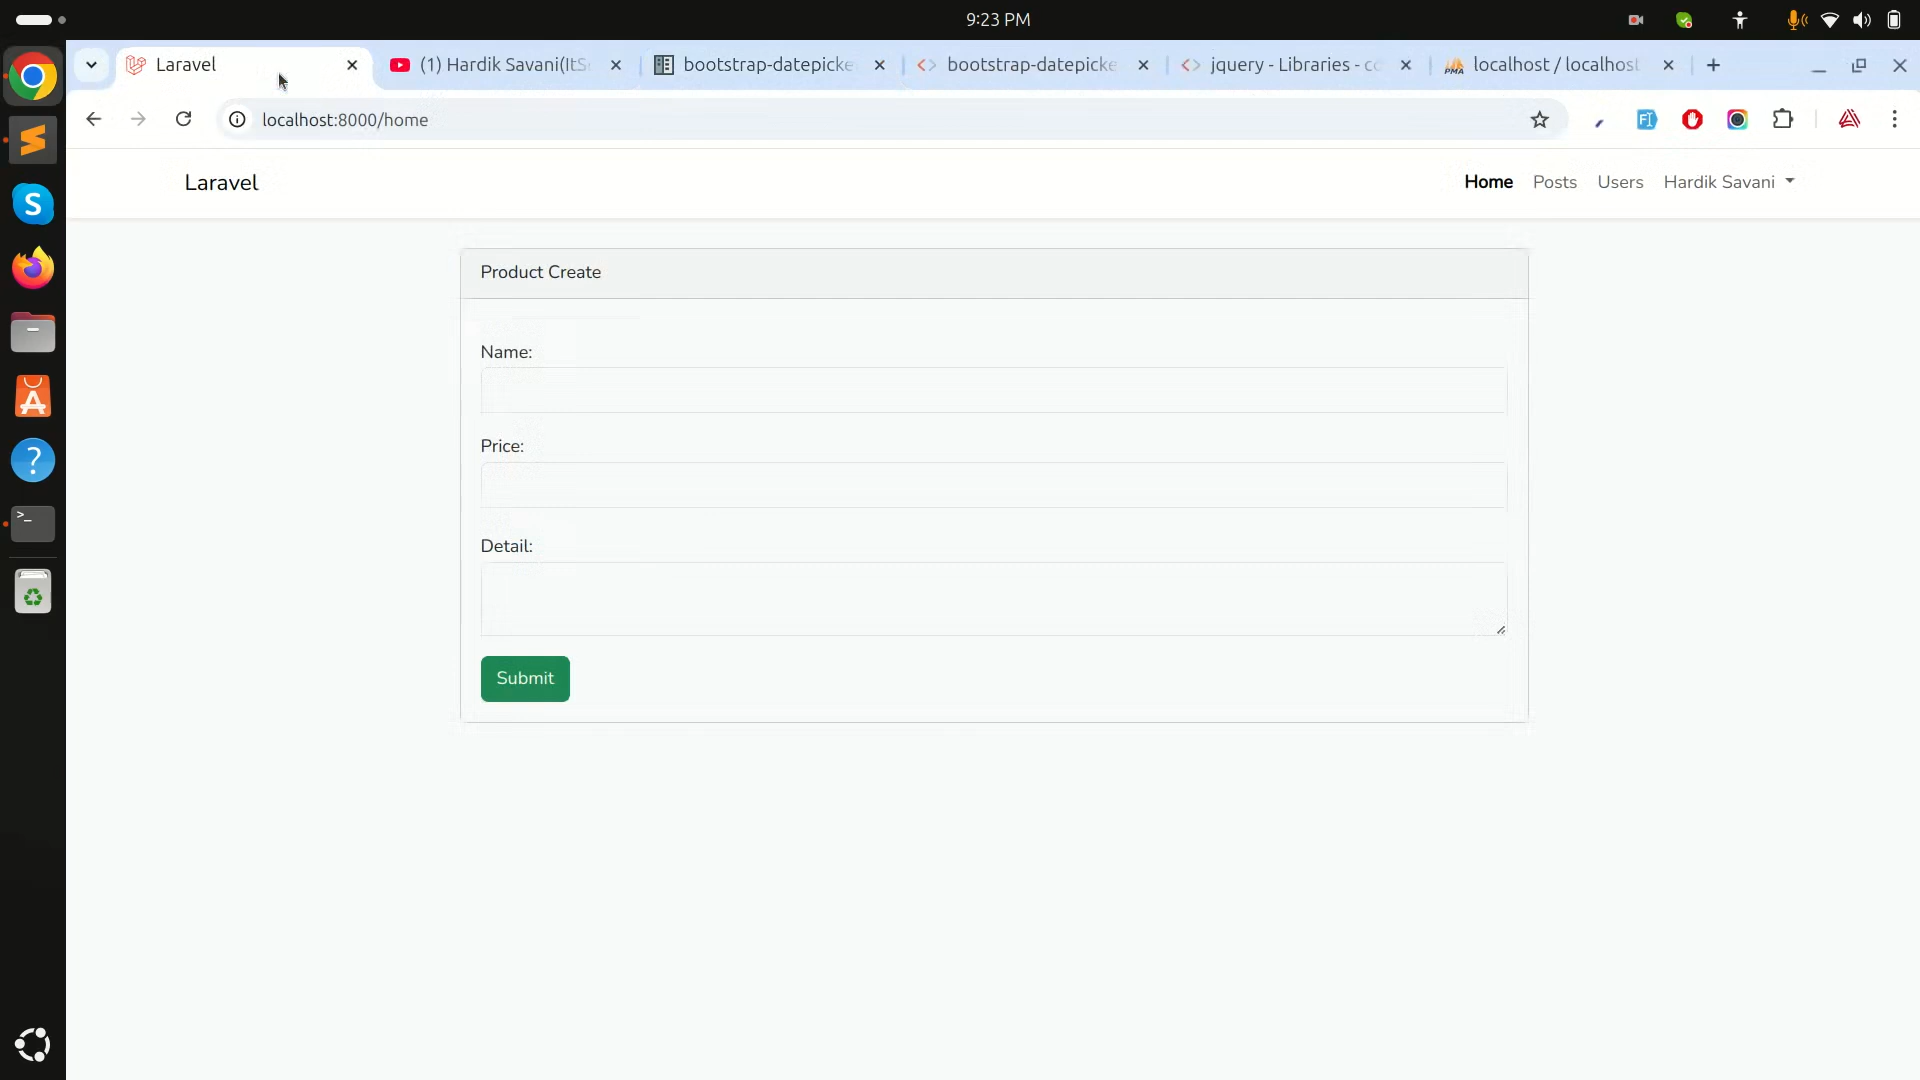 9:23 PM
Laravel
(1) Hardik Savani(ItS
bootstrap-datepicke
bootstrap-datepicke
jquery - Libraries - c
localhost / localhost
localhost:8000/home
Laravel
Home
Posts
Users
Hardik Savani
Product Create
Name:
Price:
Detail:
Submit